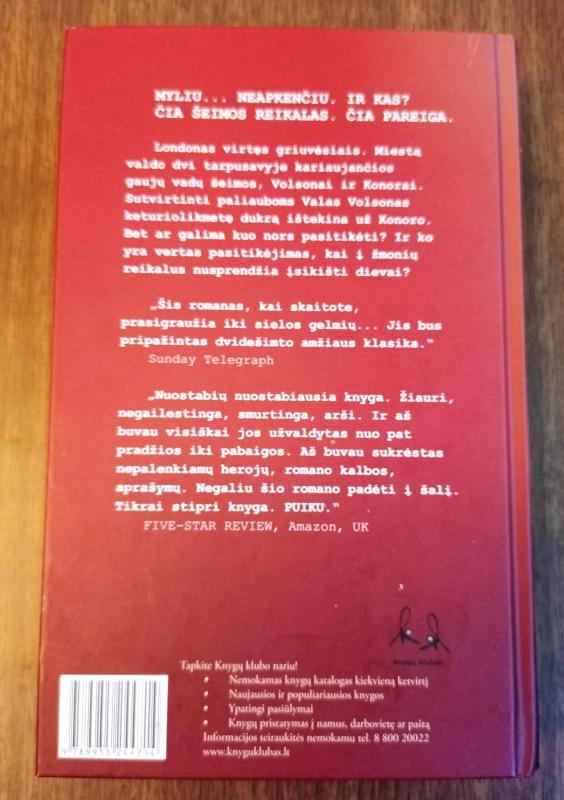 MYLIU... NEAPKENČIU. IR KAS?
ČIA ŠEIMOS REIKALAS. ČIA PAREIGA.
Londonas virtęs griuvėsiais. Miestą
valdo dvi tarpusavyje kariaujančios
gaujų vadų šeimos, Volsonai ir Konorai.
Sutvirtinti paliauboms Valas Volsonas
keturiolikmetę dukrą ištekina už Konoro.
Bet ar galima kuo nors pasitikėti? Ir ko
yra vertas pasitikėjimas, kai į žmonių
reikalus nusprendžia įsikišti dievai?
„Šis romanas, kai skaitote,
prasigraužia iki sielos gelmių... Jis bus
pripažintas dvidešimto amžiaus klasika.“
Sunday Telegraph
„Nuostabių nuostabiausia knyga. Žiauri,
negailestinga, smurtinga, arši. Ir aš
buvau visiškai jos užvaldytas nuo pat
pradžios iki pabaigos. Aš buvau sukrėstas
nepalenkiamų herojų, romano kalbos,
aprašymų. Negaliu šio romano padėti į šalį.
Tikrai stipri knyga. PUIKU.“
FIVE-STAR REVIEW, Amazon, UK
knygų klubas
Tapkite Knygų klubo nariu!
• Nemokamas knygų katalogas kiekvieną ketvirtį
• Naujausios ir populiariausios knygos
• Ypatingi pasiūlymai
• Knygų pristatymas į namus, darbovietę ar paštą
Informacijos teiraukitės nemokamu tel. 8 800 20022
www.knyguklubas.lt
9 789955 244714